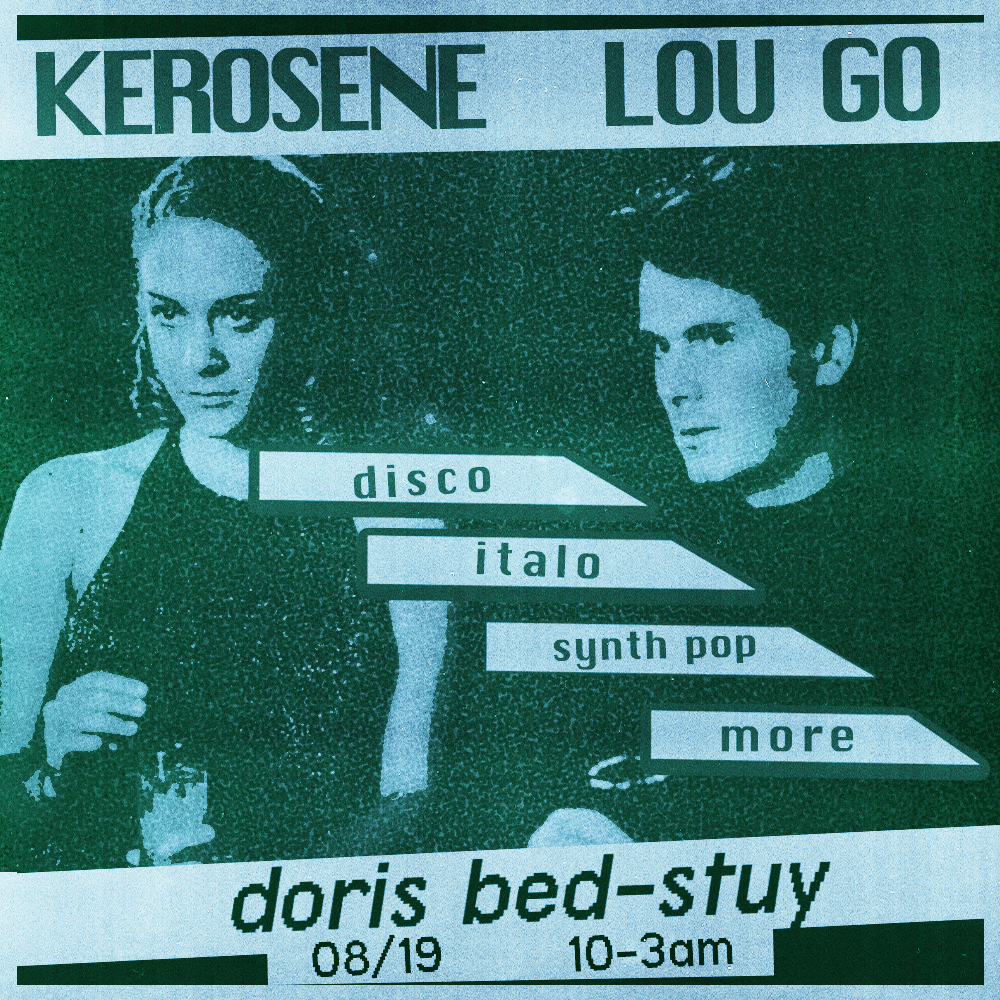 KEROSENE LOU GO
disco
italo
synth pop
more
doris bed-stuy
08/19 10-3am